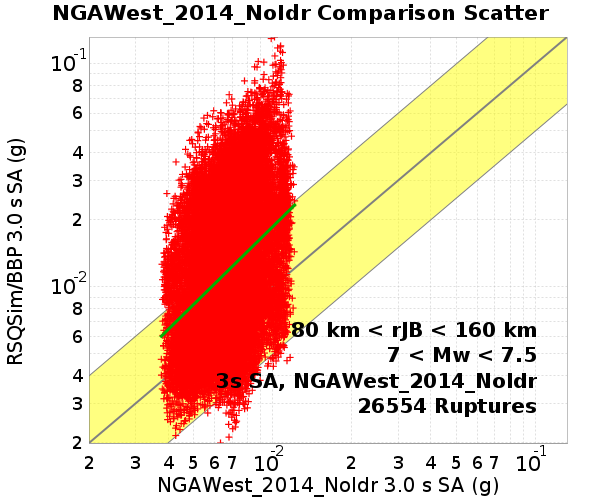 NGAWest_2014_NoIdr Comparison Scatter
RSQSim/BBP 3.0 s SA (g)
10-1
8
6
4
3
2
10-2
8
6
4
3
2
80 km < rJB < 160 km
7 < Mw < 7.5
3s SA, NGAWest_2014_NoIdr
26554 Ruptures
2 3 4 5 6 7 10-2 2 3 4 5 6 7 10-1
NGAWest_2014_NoIdr 3.0 s SA (g)